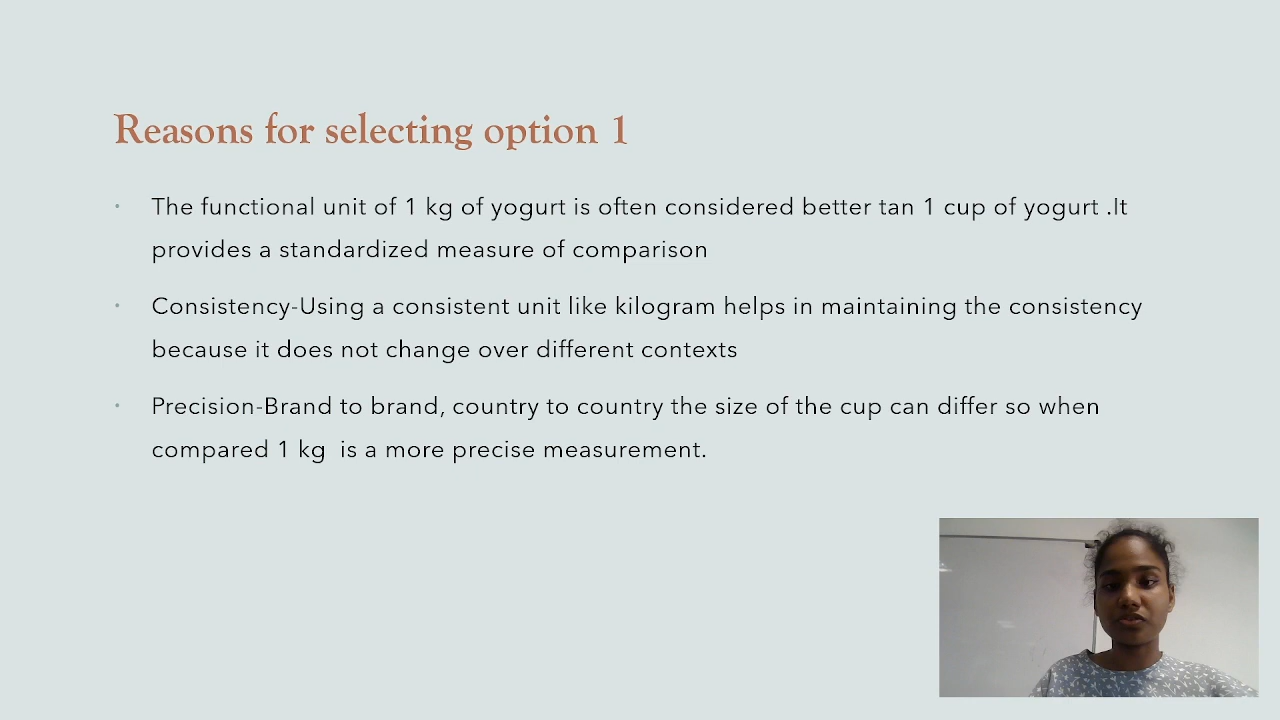 Reasons for selecting option 1
The functional unit of 1 kg of yogurt is often considered better tan 1 cup of yogurt .It
provides a standardized measure of comparison
Consistency-Using a consistent unit like kilogram helps in maintaining the consistency
because it does not change over different contexts
Precision-Brand to brand, country to country the size of the cup can differ so when
compared 1 kg  is a more precise measurement.